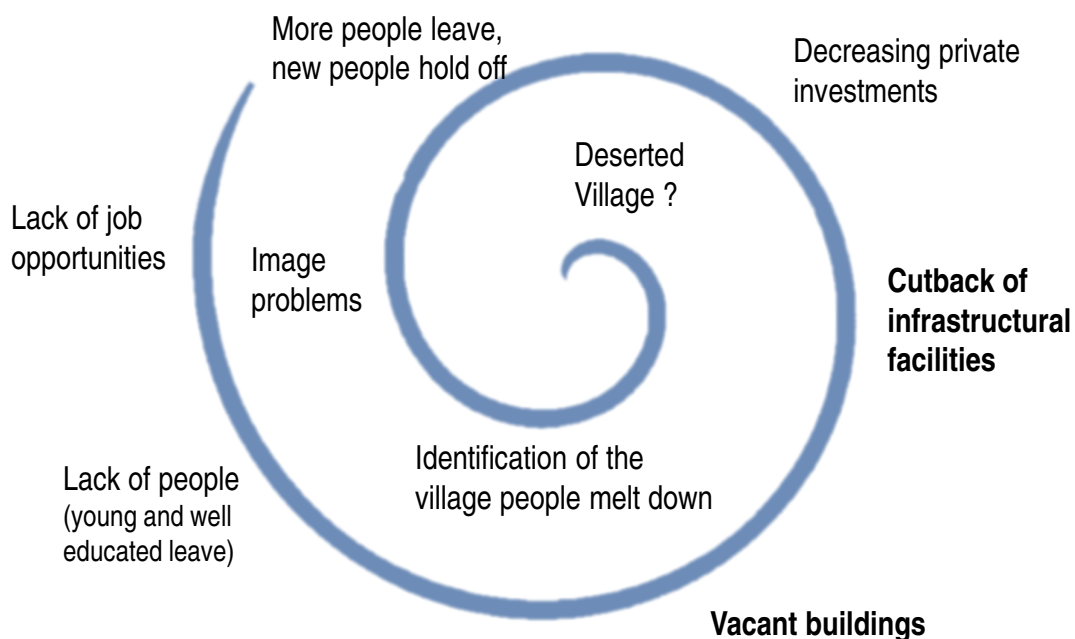 More people leave,
new people hold off
Decreasing private
investments
Deserted
Village ?
Lack of job
opportunities
Image
problems
Cutback of
infrastructural
facilities
Identification of the
village people melt down
Lack of people
(young and well
educated leave)
Vacant buildings